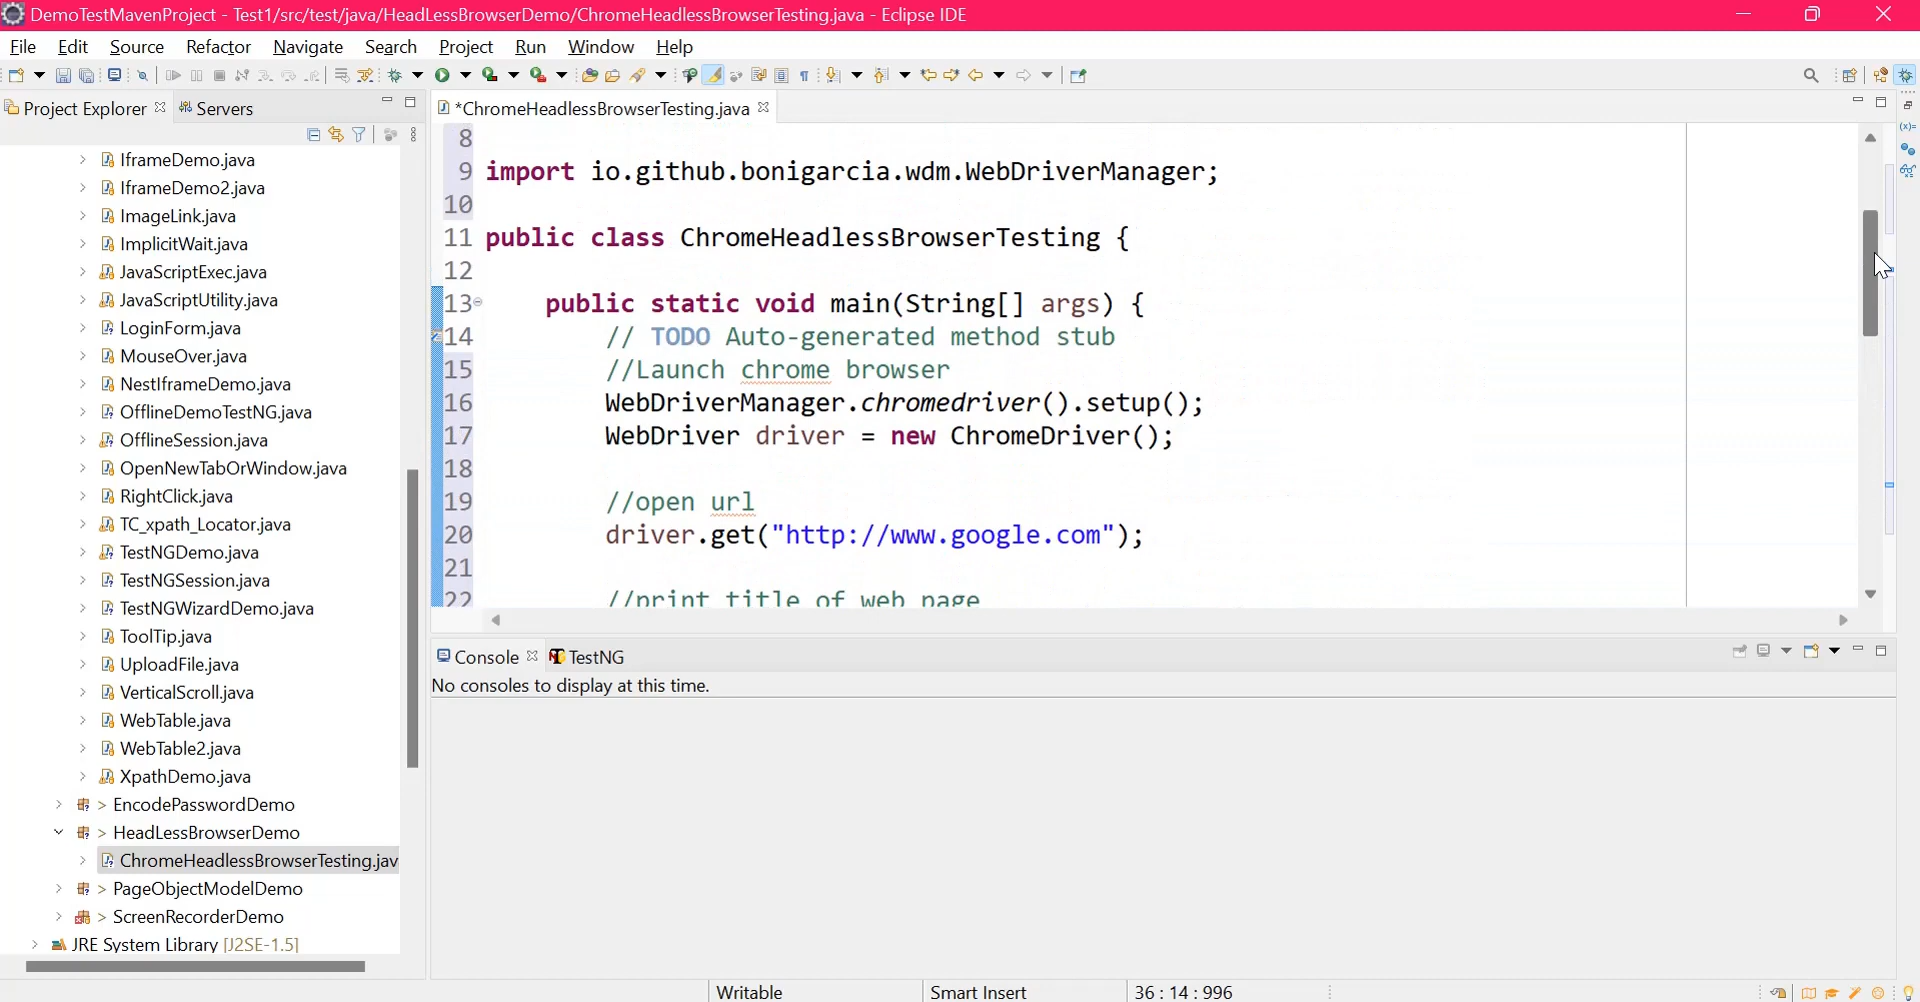 DemoTestMavenProject - Test1/src/test/java/HeadLessBrowserDemo/ChromeHeadlessBrowserTesting.java - Eclipse IDE
File Edit Source Refactor Navigate Search Project Run Window Help
Project Explorer Servers
*ChromeHeadlessBrowserTesting.java
IframeDemo.java
IframeDemo2.java
ImageLink.java
ImplicitWait.java
JavaScriptExec.java
JavaScriptUtility.java
LoginForm.java
MouseOver.java
NestIframeDemo.java
OfflineDemoTestNG.java
OfflineSession.java
OpenNewTabOrWindow.java
RightClick.java
TC_xpath_Locator.java
TestNGDemo.java
TestNGSession.java
TestNGWizardDemo.java
ToolTip.java
UploadFile.java
VerticalScroll.java
WebTable.java
WebTable2.java
XpathDemo.java
> EncodePasswordDemo
> HeadLessBrowserDemo
ChromeHeadlessBrowserTesting.jav
> PageObjectModelDemo
> ScreenRecorderDemo
JRE System Library [J2SE-1.5]
8
9 import io.github.bonigarcia.wdm.WebDriverManager;
10
11 public class ChromeHeadlessBrowserTesting {
12
13 public static void main(String[] args) {
14 // TODO Auto-generated method stub
15 //Launch chrome browser
16 WebDriverManager.chromedriver().setup();
17 WebDriver driver = new ChromeDriver();
18
19 //open url
20 driver.get("http://www.google.com");
21
22 //print title of web page
Console TestNG
No consoles to display at this time.
Writable Smart Insert 36 : 14 : 996